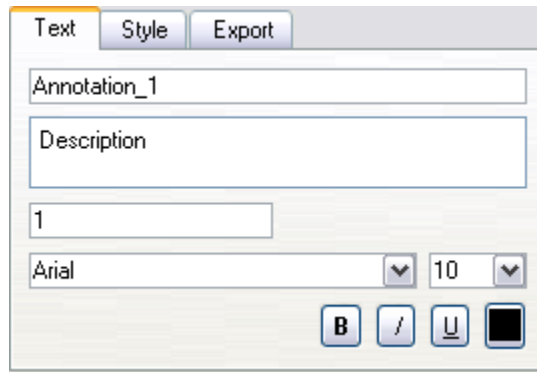 Text Style Export
Annotation_1
Description
1
Arial 10
B I U